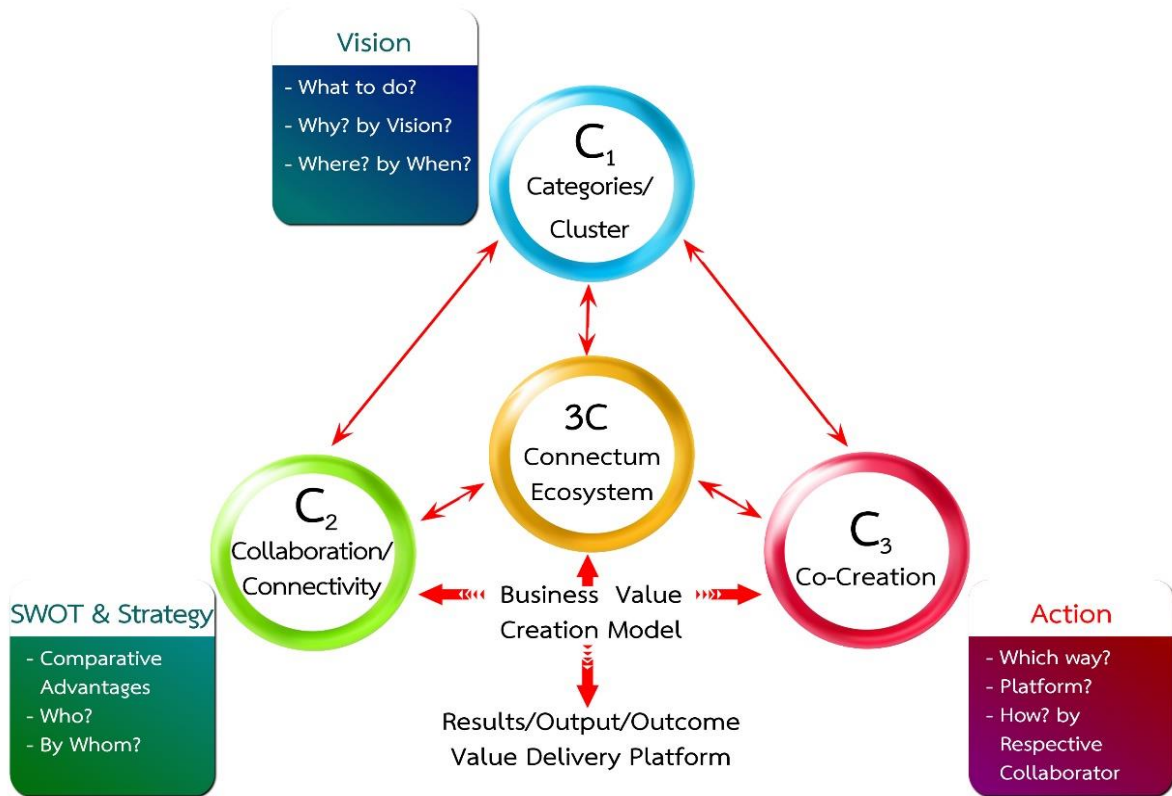 Vision
- What to do?
- Why? by Vision?
- Where? by When?
C₁
Categories/
Cluster
3C
Connectum
Ecosystem
C₂
Collaboration/
Connectivity
C₃
Co-Creation
Business Value
Creation Model
SWOT & Strategy
- Comparative
Advantages
- Who?
- By Whom?
Results/Output/Outcome
Value Delivery Platform
Action
- Which way?
- Platform?
- How? by
Respective
Collaborator